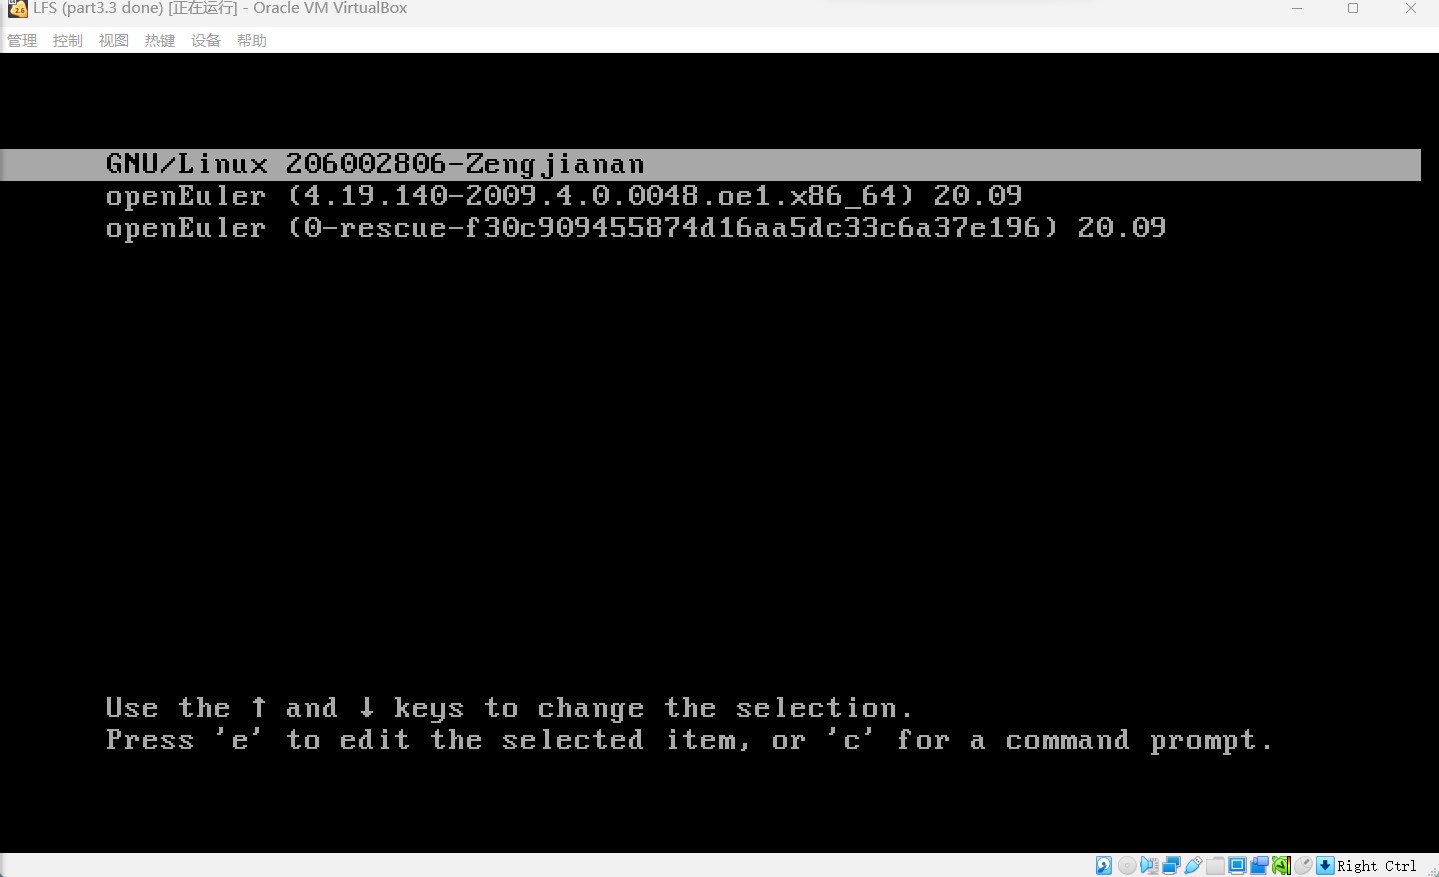 LFS (part3.3 done) [正在运行] - Oracle VM VirtualBox
管理 控制 视图 热键 设备 帮助
GNU/Linux 206002806-Zengjianan
openEuler (4.19.140-2009.4.0.0048.oe1.x86_64) 20.09
openEuler (0-rescue-f30c909455874d16aa5dc33c6a37e196) 20.09
Use the ↑ and ↓ keys to change the selection.
Press 'e' to edit the selected item, or 'c' for a command prompt.
Right Ctrl